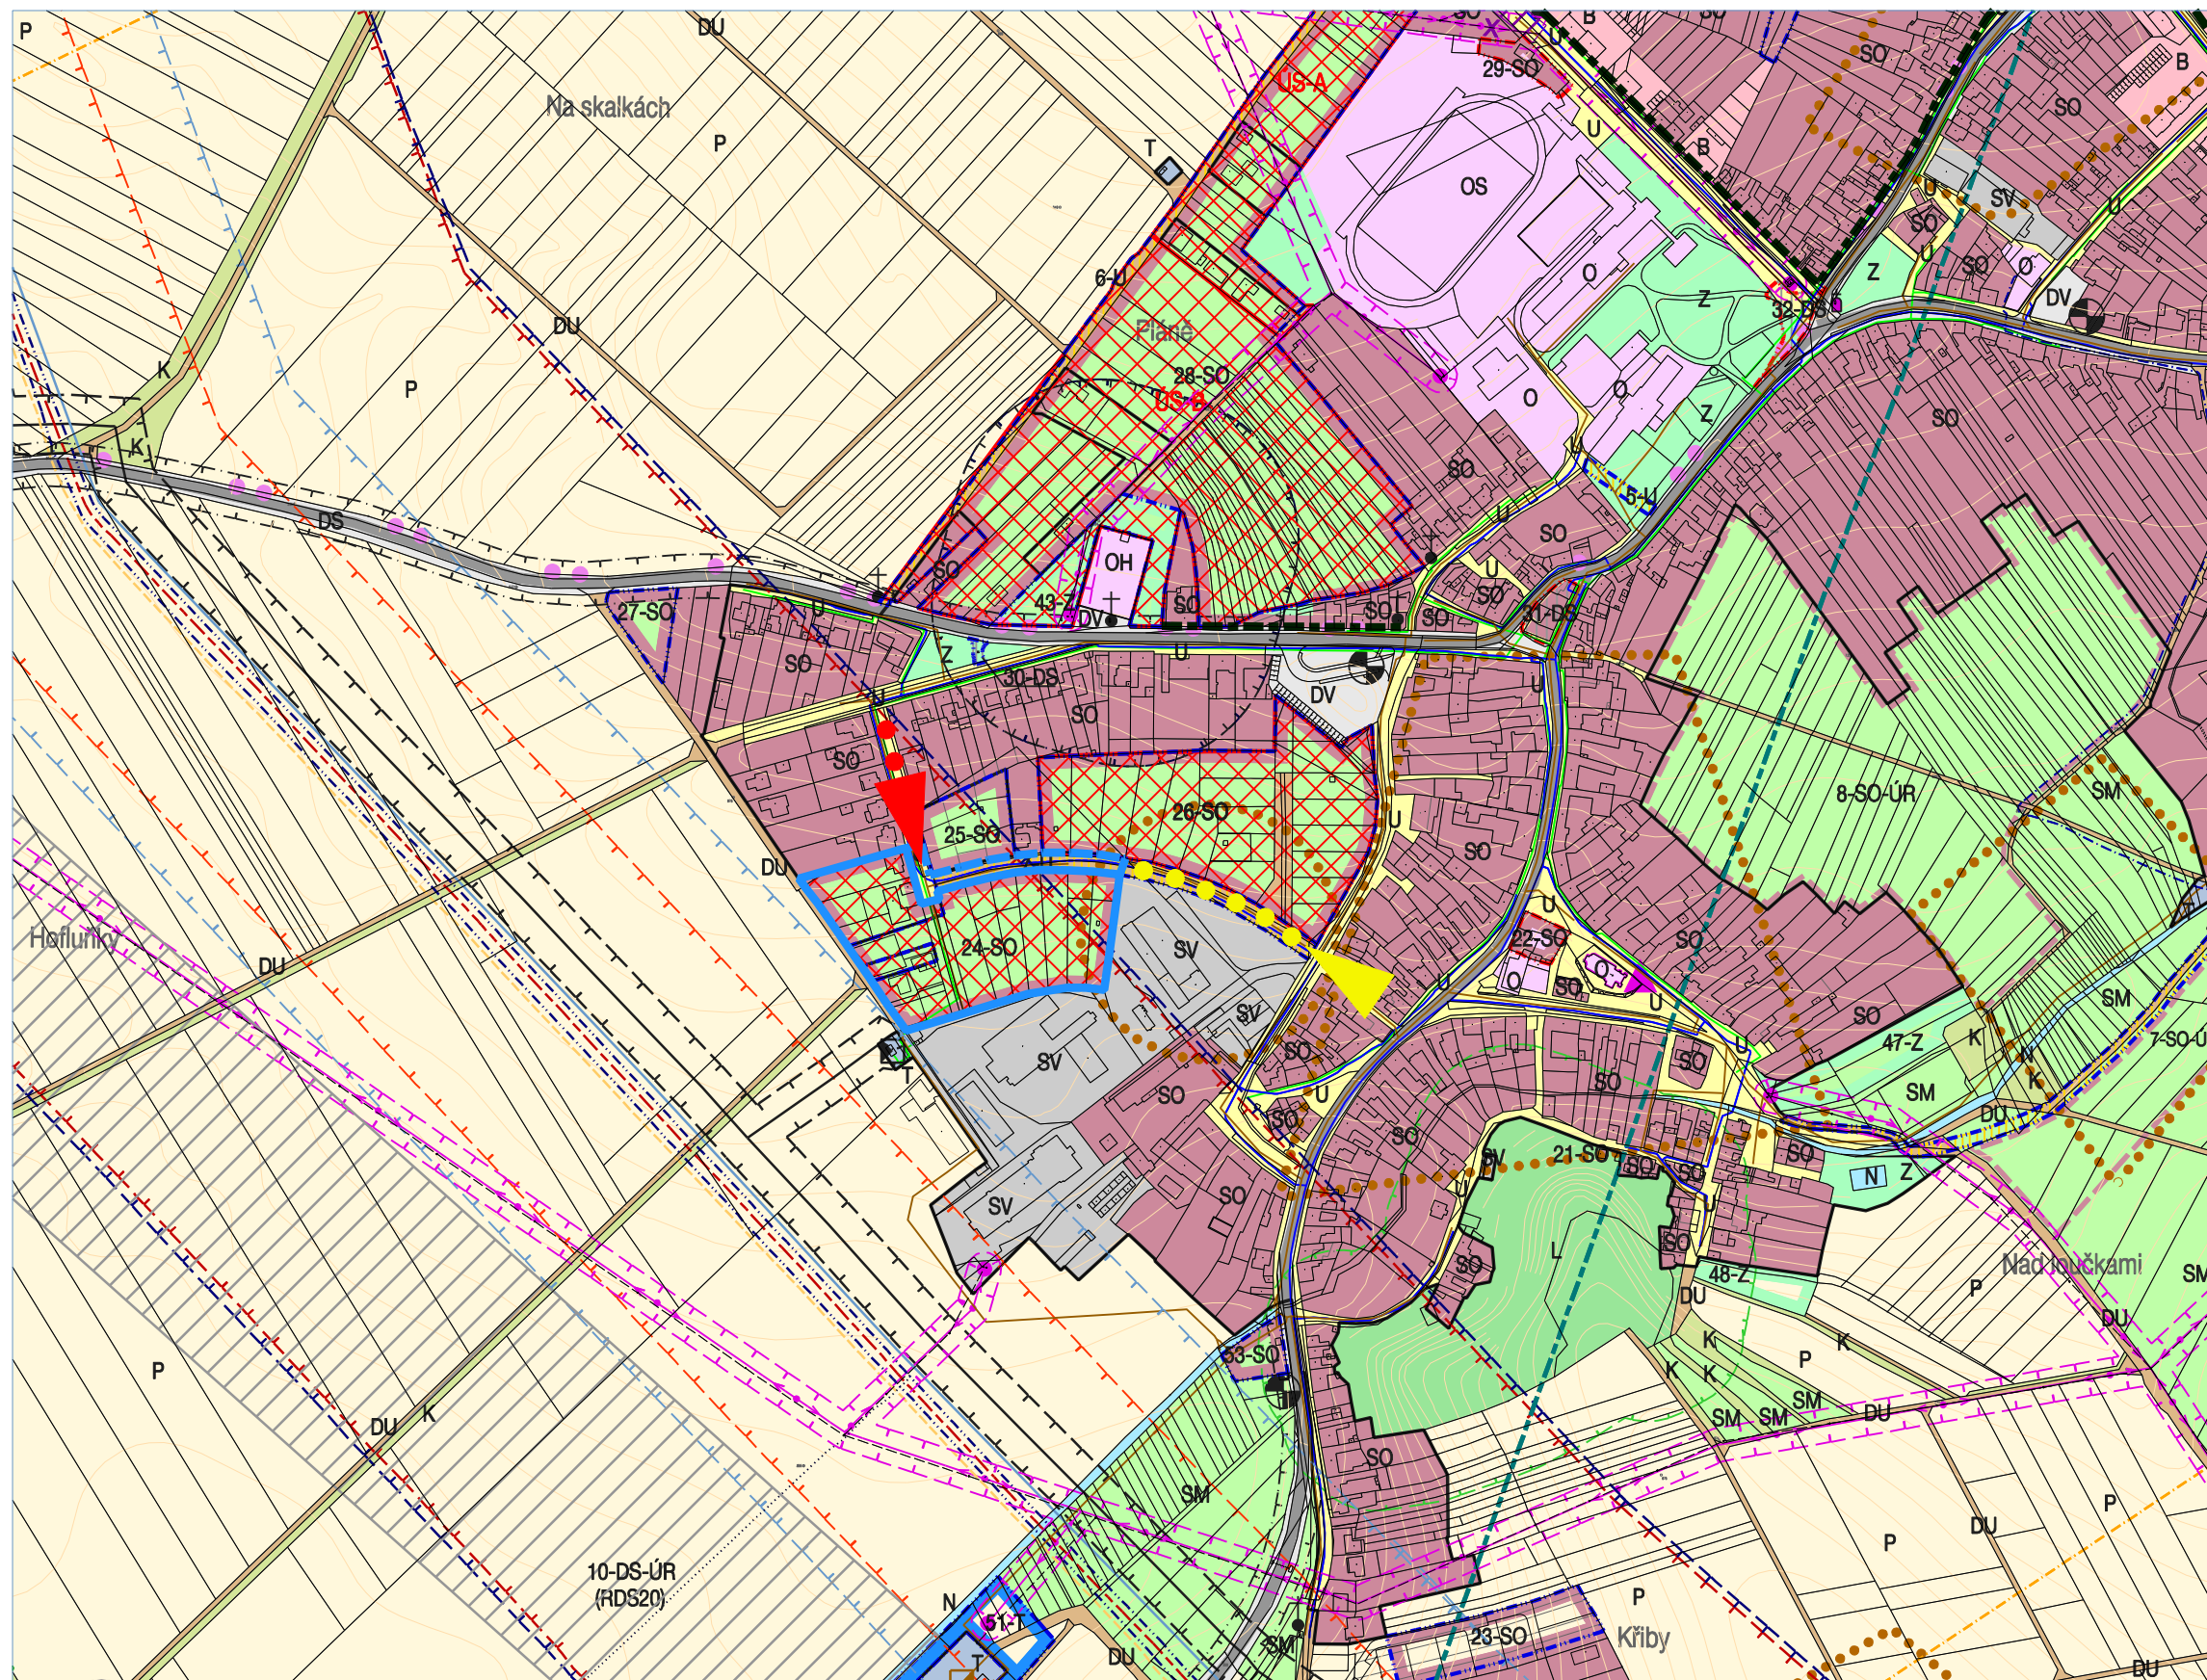 P
DU
SO
B
SO
ÚS-A
29-SO
U
SO
B
Na skalkách
P
T
U
B
SO
OS
SV
U
U
SO
U
6-U
O
Z
SO
O
Z
DV
32-DS
DU
Pláně
K
P
28-SO
ÚS-B
O
O
Z
SO
K
U
SO
5-U
DS
U
SO
OH
SO
U
SO
43-Z
SO
27-SO
U
DV
SO
SO
31-DS
Z
U
SO
30-DS
U
U
DV
SO
SO
8-SO-ÚR
SM
26-SO
U
25-SO
SO
DU
U
U
Hofluňky
24-SO
SV
22-SO
SO
DU
O
O
SO
U
U
SM
SV
SO
47-Z
K
N
7-SO-Ú
SV
SO
U
SO
T
SO
U
SO
SM
K
DU
SO
SO
SV
21-SO
SO
SO
SO
N
Z
SV
SO
U
U
L
SO
SO
Nad loučkami
48-Z
P
SM
DU
DU
53-SO
K
K
P
K
K
P
SM
DU
K
SM
SM
DU
SO
SM
P
P
DU
10-DS-ÚR
(RDS20)
N
51-T
P
23-SO
Křiby
SM
T
DU
DU